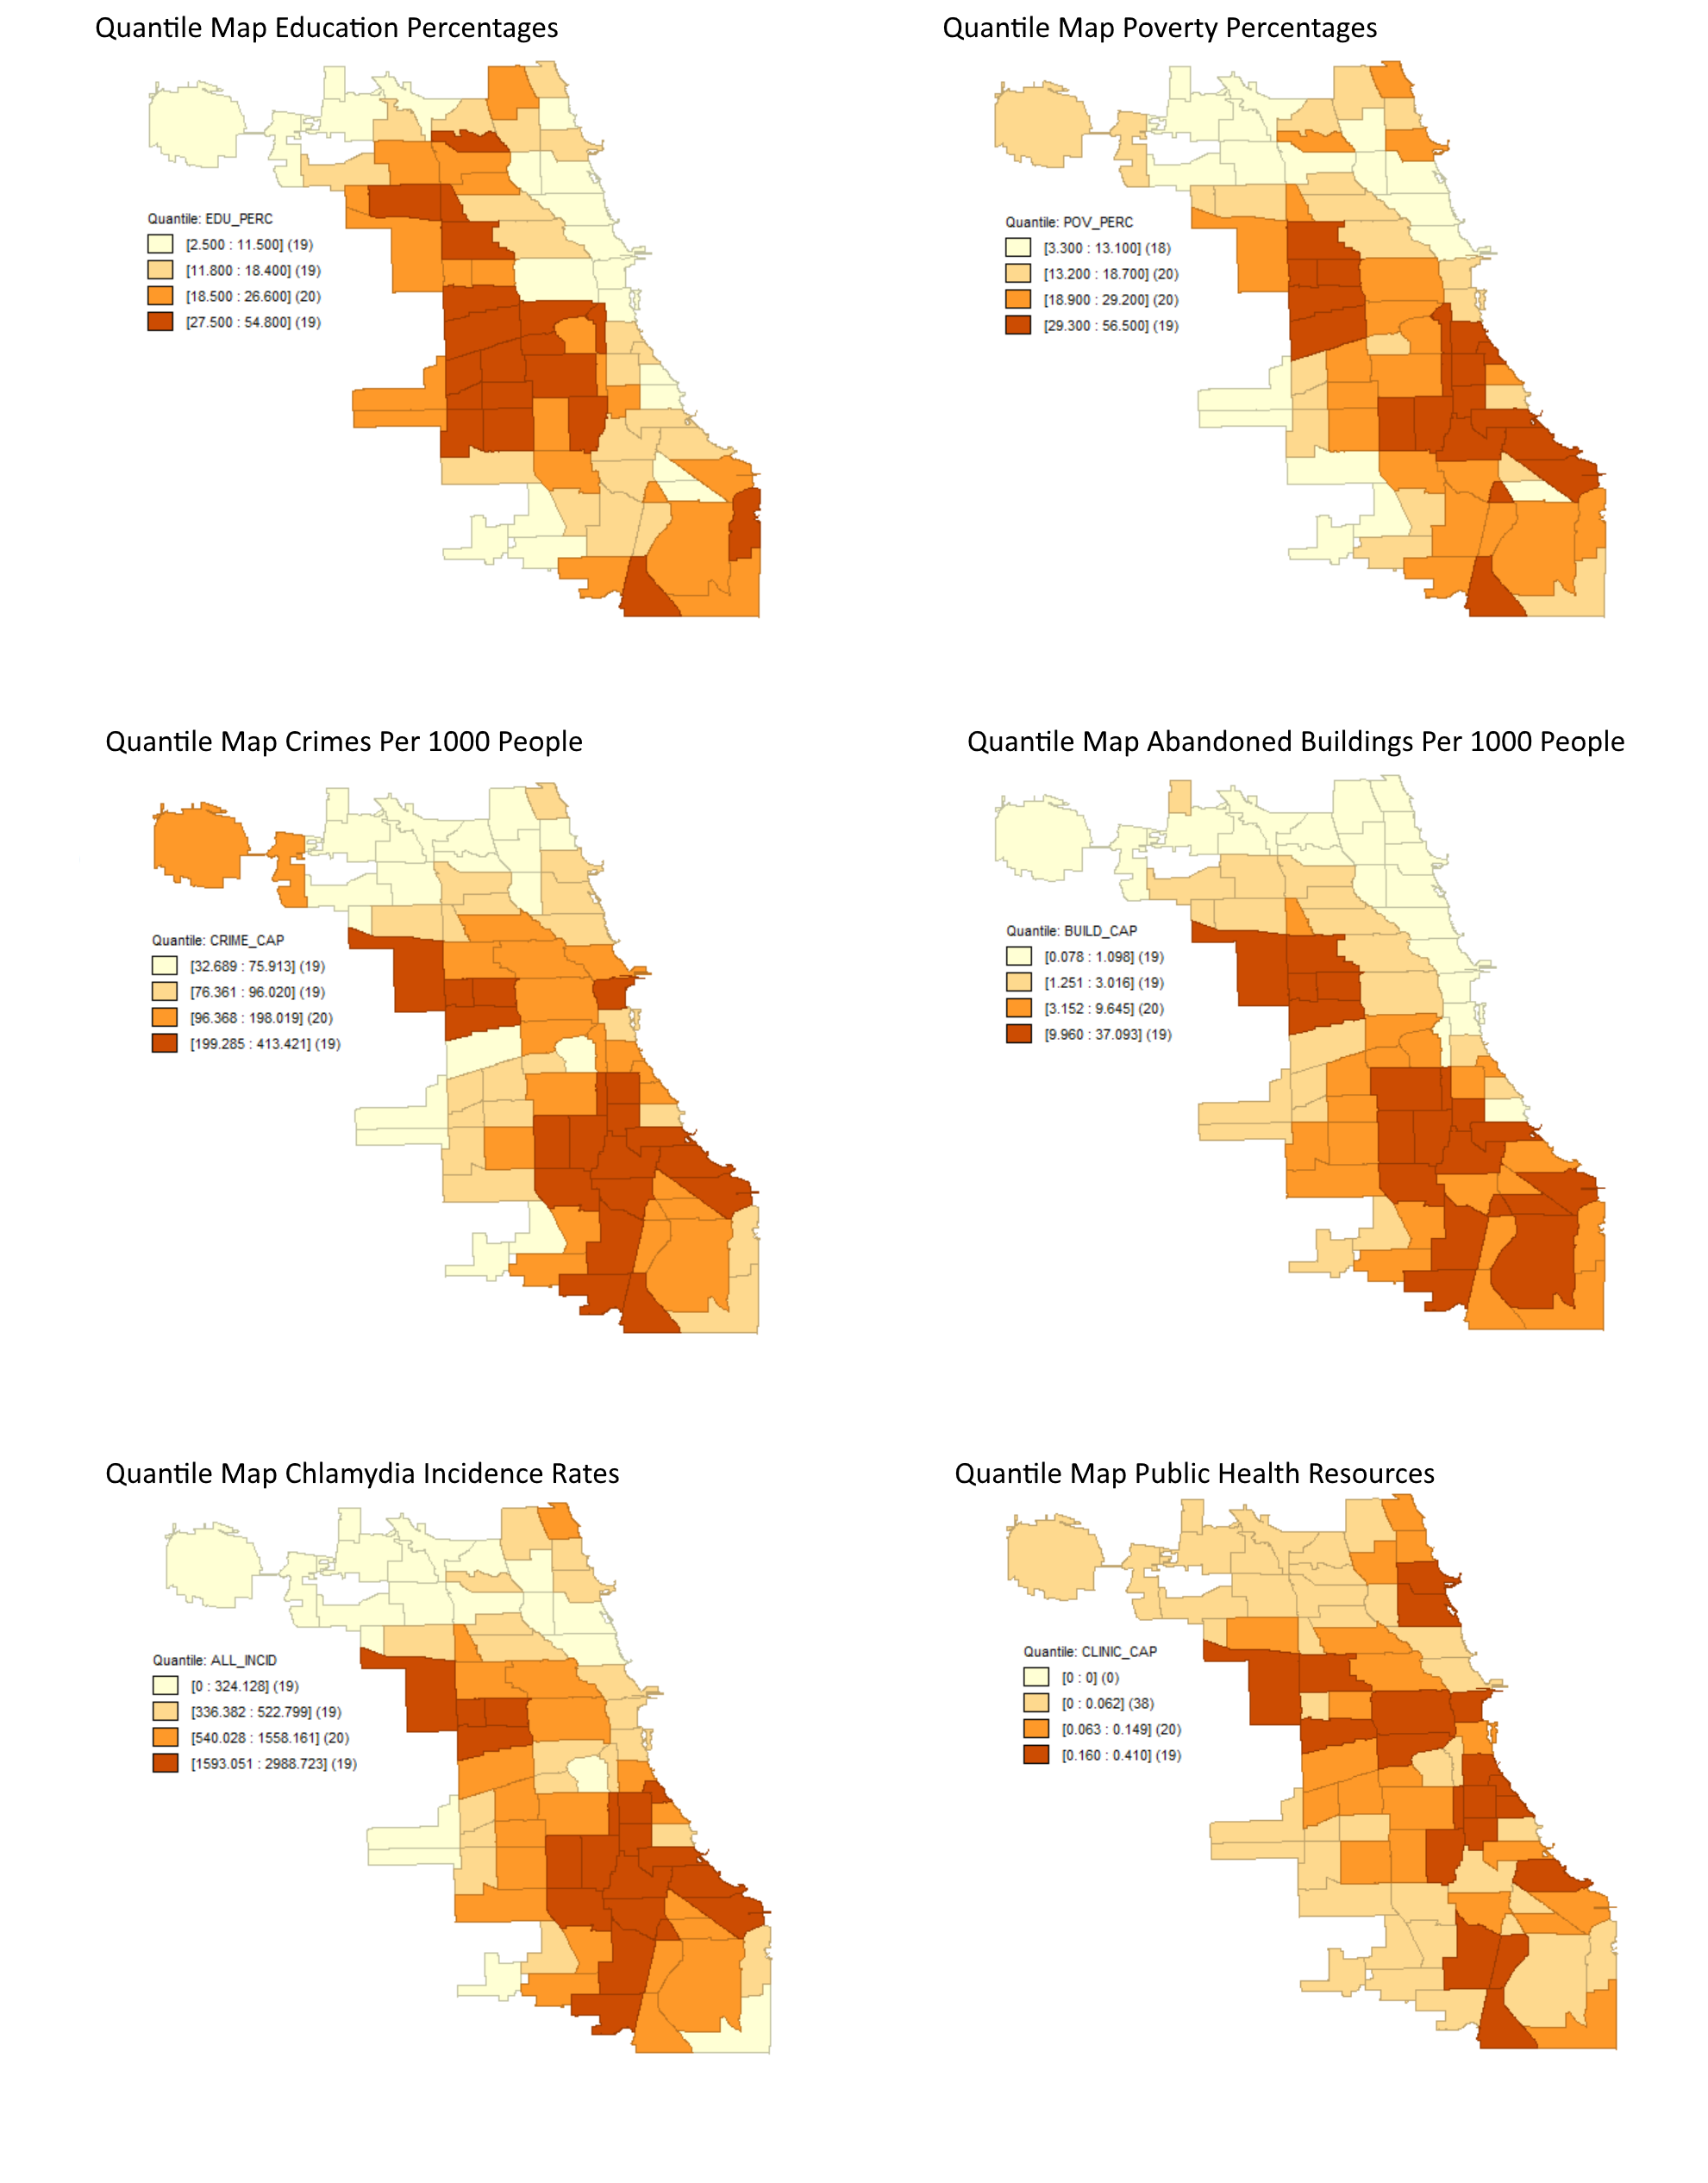 Quantile Map Education Percentages
Quantile: EDU_PERC
[2.500 : 11.500] (19)
[11.800 : 18.400] (19)
[18.500 : 26.600] (20)
[27.500 : 54.800] (19)
Quantile Map Poverty Percentages
Quantile: POV_PERC
[3.300 : 13.100] (18)
[13.200 : 18.700] (20)
[18.900 : 29.200] (20)
[29.300 : 56.500] (19)
Quantile Map Crimes Per 1000 People
Quantile: CRIME_CAP
[32.689 : 75.913] (19)
[76.361 : 96.020] (19)
[96.368 : 198.019] (20)
[199.285 : 413.421] (19)
Quantile Map Abandoned Buildings Per 1000 People
Quantile: BUILD_CAP
[0.078 : 1.098] (19)
[1.251 : 3.016] (19)
[3.152 : 9.645] (20)
[9.960 : 37.093] (19)
Quantile Map Chlamydia Incidence Rates
Quantile: ALL_INCID
[0 : 324.128] (19)
[336.382 : 522.799] (19)
[540.028 : 1558.161] (20)
[1593.051 : 2988.723] (19)
Quantile Map Public Health Resources
Quantile: CLINIC_CAP
[0 : 0] (0)
[0 : 0.062] (38)
[0.063 : 0.149] (20)
[0.160 : 0.410] (19)